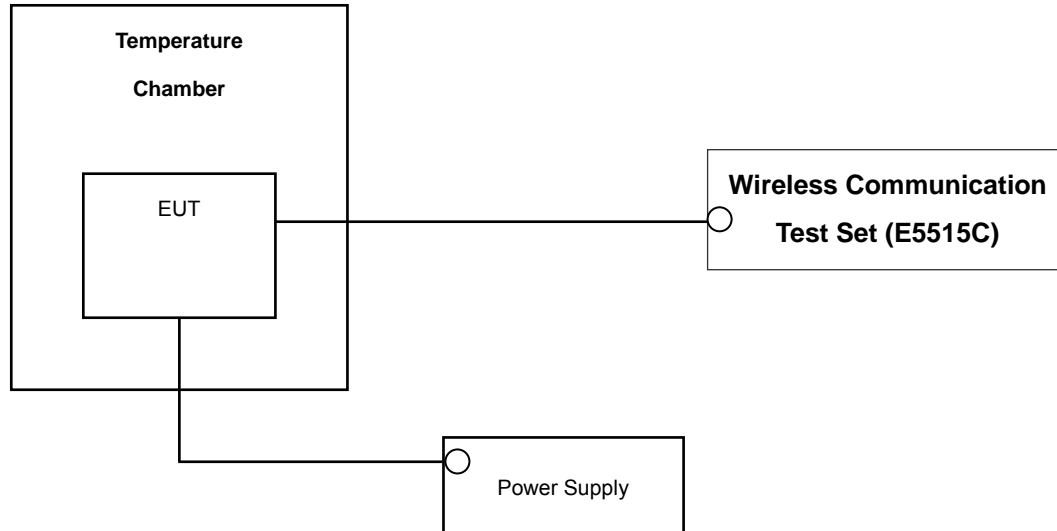 Temperature
Chamber
EUT
Wireless Communication
Test Set (E5515C)
Power Supply